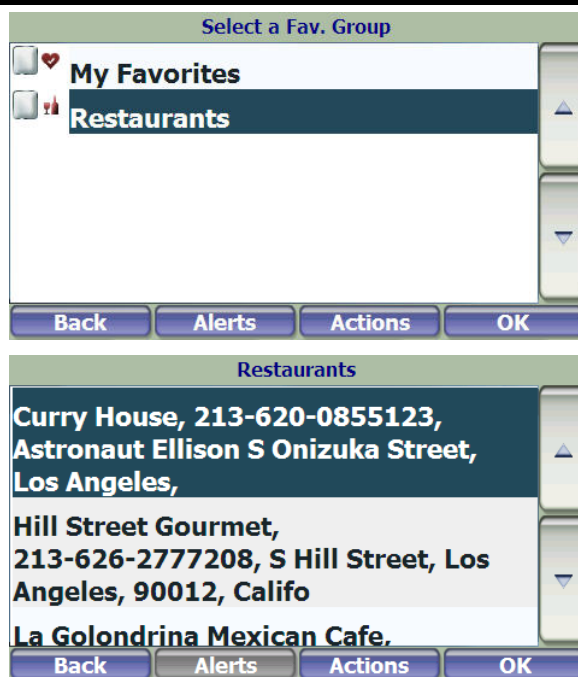 Select a Fav. Group
My Favorites
Restaurants
Back Alerts Actions OK
Restaurants
Curry House, 213-620-0855123,
Astronaut Ellison S Onizuka Street,
Los Angeles,
Hill Street Gourmet,
213-626-2777208, S Hill Street, Los
Angeles, 90012, Califo
La Golondrina Mexican Cafe,
Back Alerts Actions OK